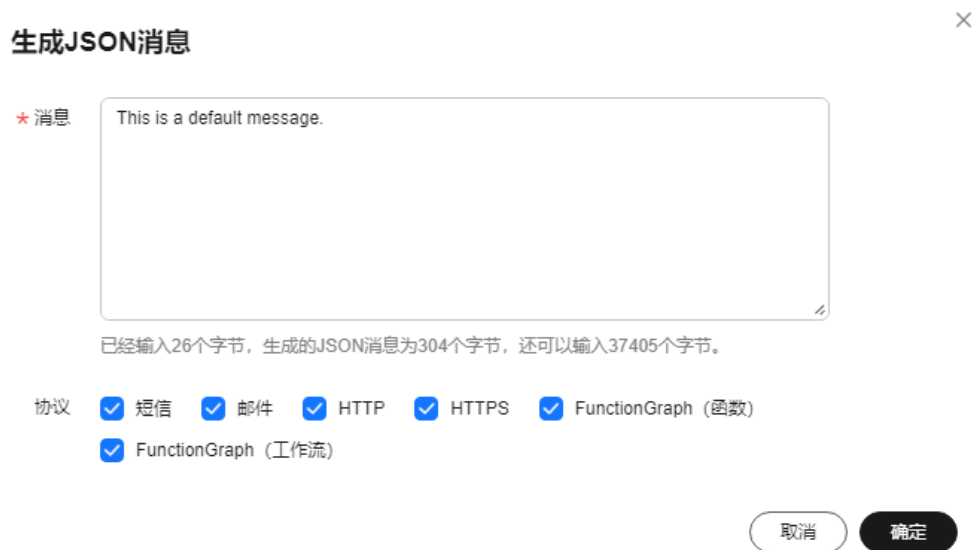 生成JSON消息
* 消息
This is a default message.
已经输入26个字节，生成的JSON消息为304个字节，还可以输入37405个字节。
协议 短信 邮件 HTTP HTTPS FunctionGraph（函数）
FunctionGraph（工作流）
取消 确定